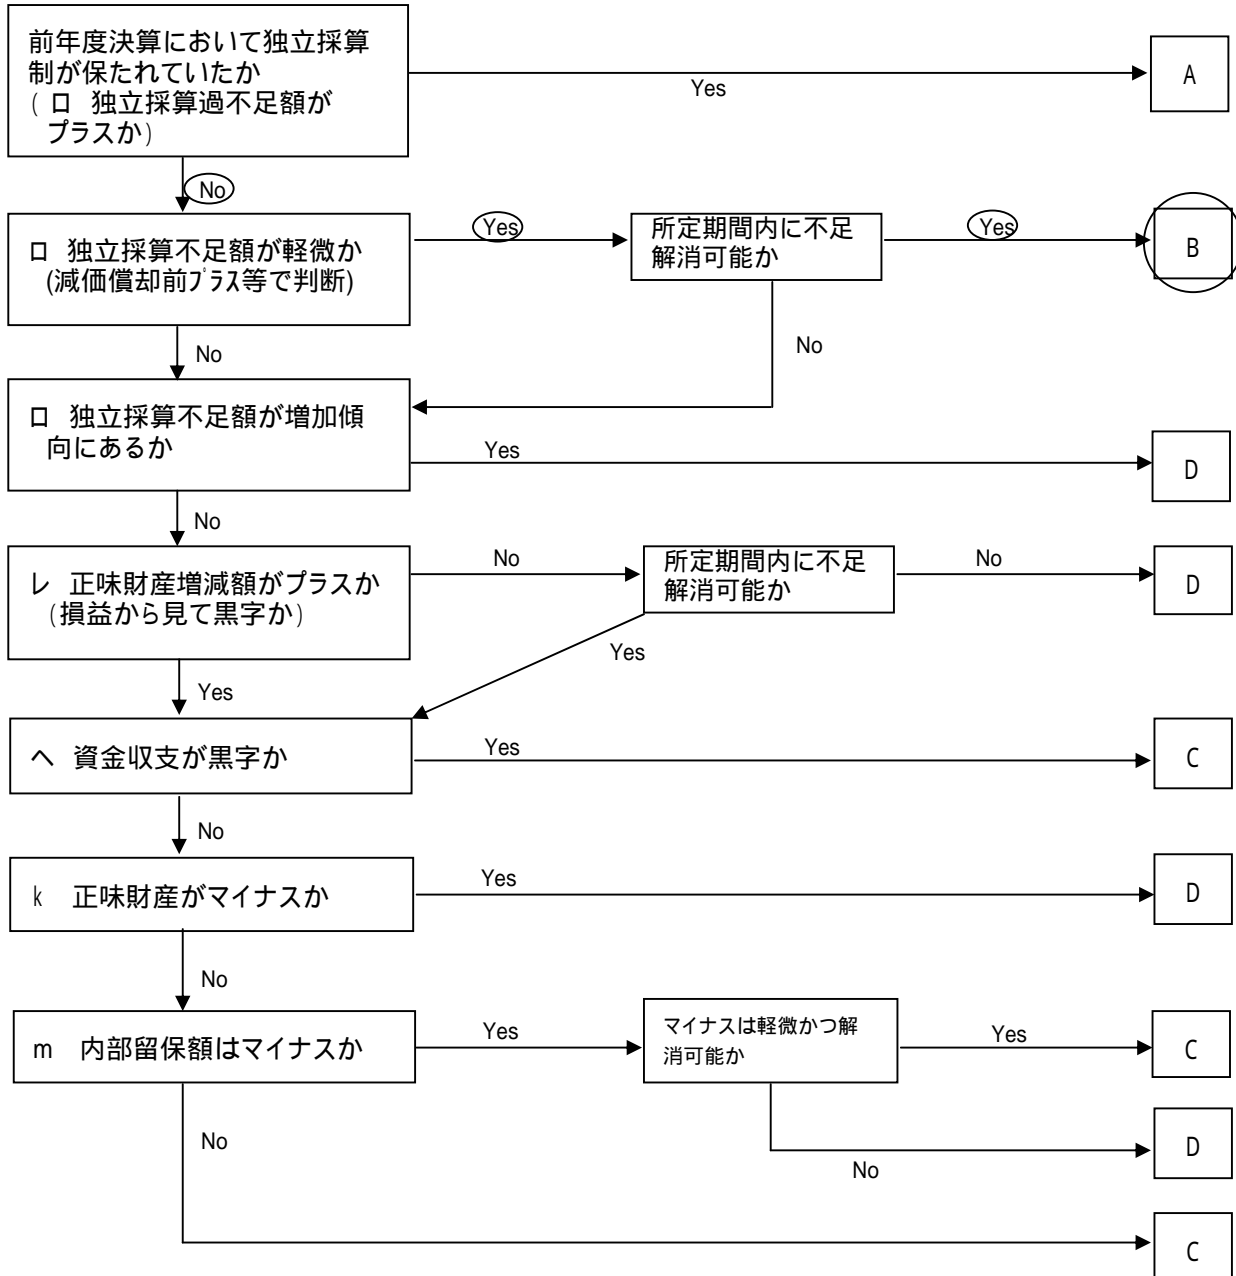 前年度決算において独立採算
制が保たれていたか
(ロ 独立採算過不足額が
プラスか)
Yes
A
No
ロ 独立採算不足額が軽微か
(減価償却前プラス等で判断)
Yes
所定期間内に不足
解消可能か
Yes
B
No
No
ロ 独立採算不足額が増加傾
向にあるか
Yes
D
No
レ 正味財産増減額がプラスか
(損益から見て黒字か)
No
所定期間内に不足
解消可能か
No
D
Yes
Yes
ヘ 資金収支が黒字か
Yes
C
No
k 正味財産がマイナスか
Yes
D
No
m 内部留保額はマイナスか
Yes
マイナスは軽微かつ解
消可能か
Yes
C
No
No
D
C